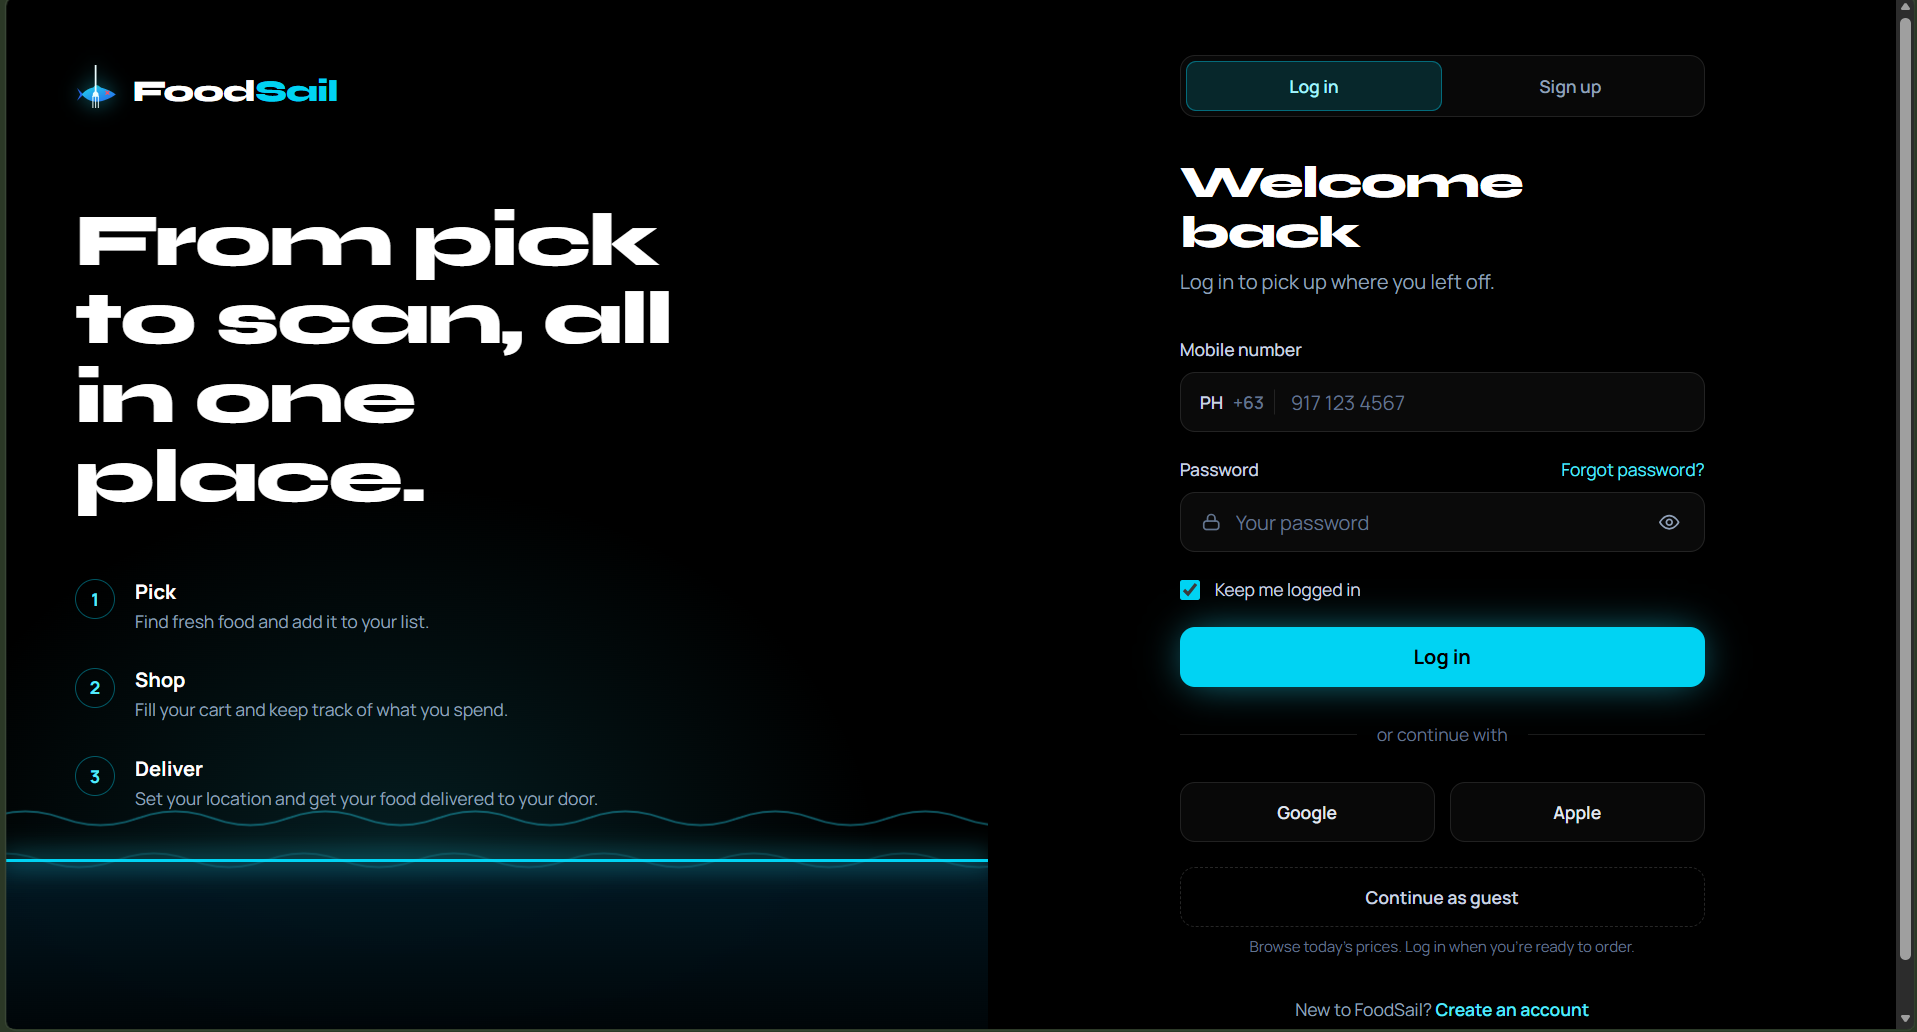 FoodSail
From pick
to scan, all
in one
place.
1
Pick
Find fresh food and add it to your list.
2
Shop
Fill your cart and keep track of what you spend.
3
Deliver
Set your location and get your food delivered to your door.
Log in
Sign up
Welcome
back
Log in to pick up where you left off.
Mobile number
PH +63 917 123 4567
Password
Forgot password?
Your password
Keep me logged in
Log in
or continue with
Google
Apple
Continue as guest
Browse today's prices. Log in when you're ready to order.
New to FoodSail? Create an account